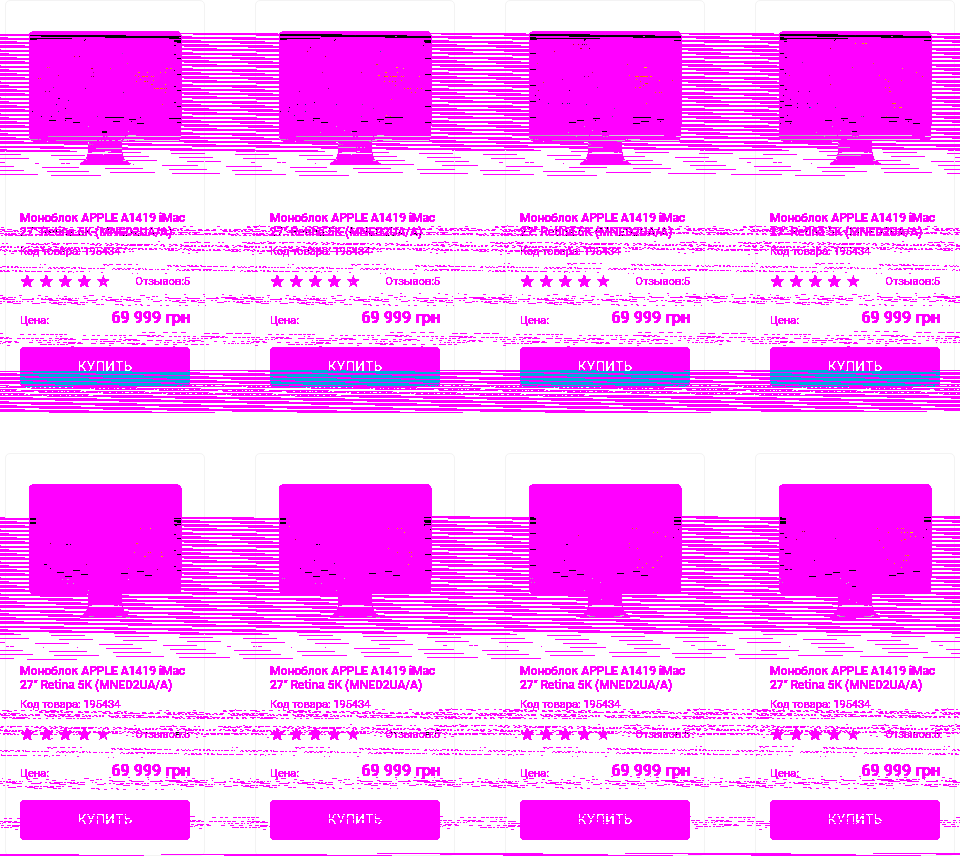 Моноблок APPLE A1419 iMac
27" Retina 5K (MNED2UA/A)
Код товара: 195434
Отзывов:5
Цена: 69 999 грн
КУПИТЬ
Моноблок APPLE A1419 iMac
27" Retina 5K (MNED2UA/A)
Код товара: 195434
Отзывов:5
Цена: 69 999 грн
КУПИТЬ
Моноблок APPLE A1419 iMac
27" Retina 5K (MNED2UA/A)
Код товара: 195434
Отзывов:5
Цена: 69 999 грн
КУПИТЬ
Моноблок APPLE A1419 iMac
27" Retina 5K (MNED2UA/A)
Код товара: 195434
Отзывов:5
Цена: 69 999 грн
КУПИТЬ
Моноблок APPLE A1419 iMac
27" Retina 5K (MNED2UA/A)
Код товара: 195434
Отзывов:5
Цена: 69 999 грн
КУПИТЬ
Моноблок APPLE A1419 iMac
27" Retina 5K (MNED2UA/A)
Код товара: 195434
Отзывов:5
Цена: 69 999 грн
КУПИТЬ
Моноблок APPLE A1419 iMac
27" Retina 5K (MNED2UA/A)
Код товара: 195434
Отзывов:5
Цена: 69 999 грн
КУПИТЬ
Моноблок APPLE A1419 iMac
27" Retina 5K (MNED2UA/A)
Код товара: 195434
Отзывов:5
Цена: 69 999 грн
КУПИТЬ